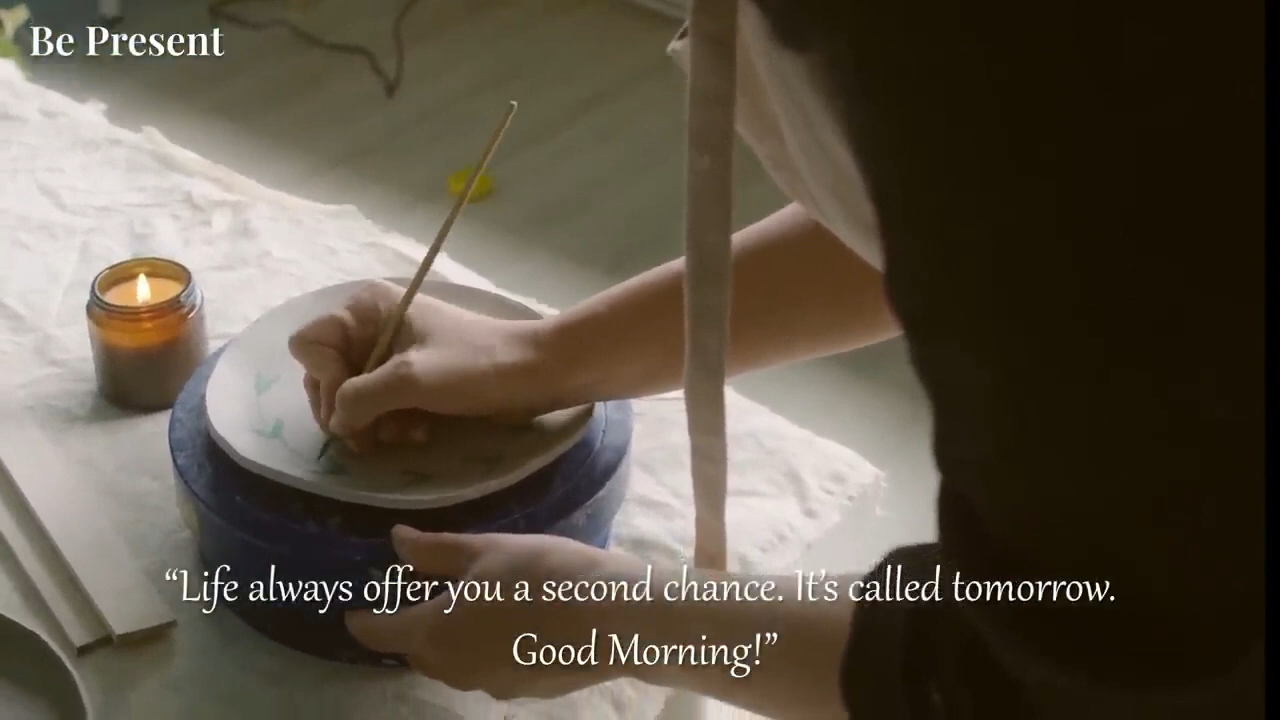 Be Present
“Life always offer you a second chance. It’s called tomorrow.
Good Morning!”